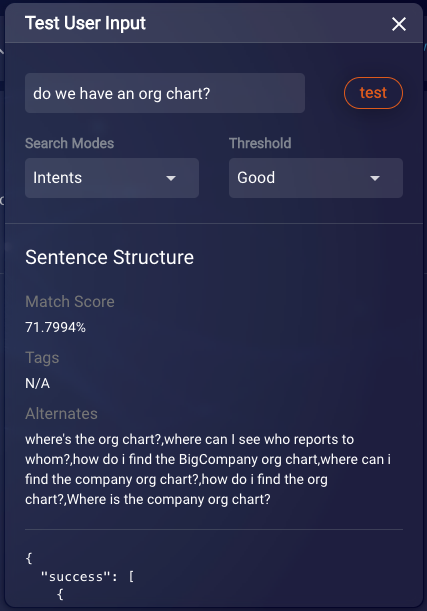 Test User Input
do we have an org chart?
test
Search Modes
Threshold
Intents
Good
Sentence Structure
Match Score
71.7994%
Tags
N/A
Alternates
where's the org chart?,where can I see who reports to
whom?,how do i find the BigCompany org chart,where can i
find the company org chart?,how do i find the org
chart?,Where is the company org chart?
{
"success": [
{